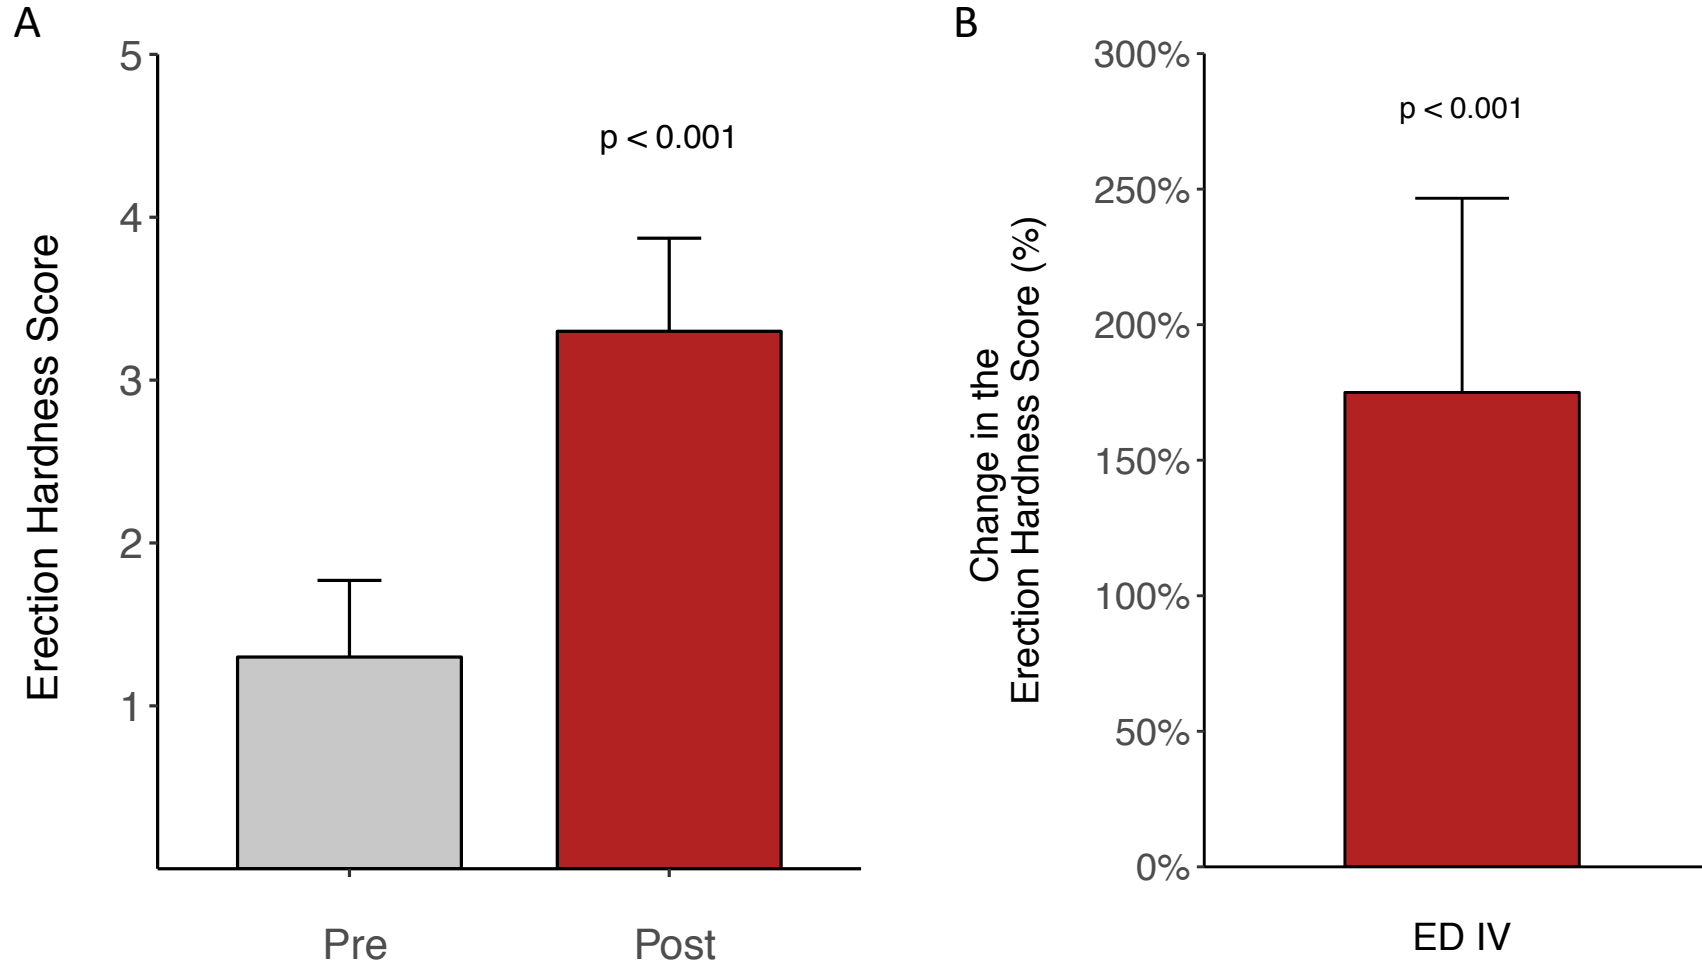 A
Erection Hardness Score
5
4
3
2
1
p < 0.001
Pre
Post
B
Change in the
Erection Hardness Score (%)
300%
250%
200%
150%
100%
50%
0%
p < 0.001
ED IV